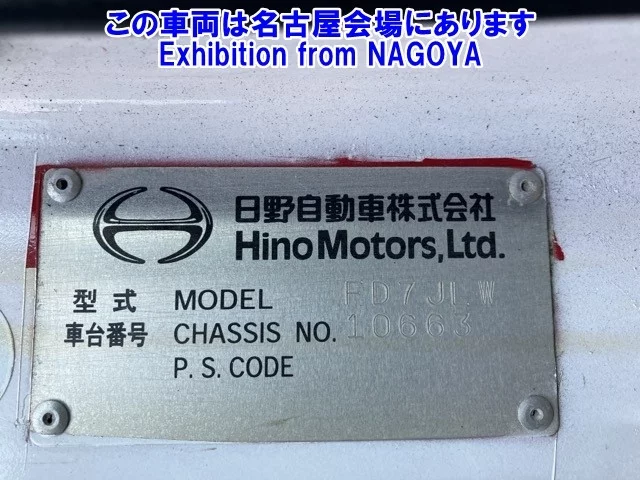 この車両は名古屋会場にあります
Exhibition from NAGOYA
日野自動車株式会社
Hino Motors, Ltd.
型式 MODEL FD7JLW
車台番号 CHASSIS NO. 10663
P. S. CODE